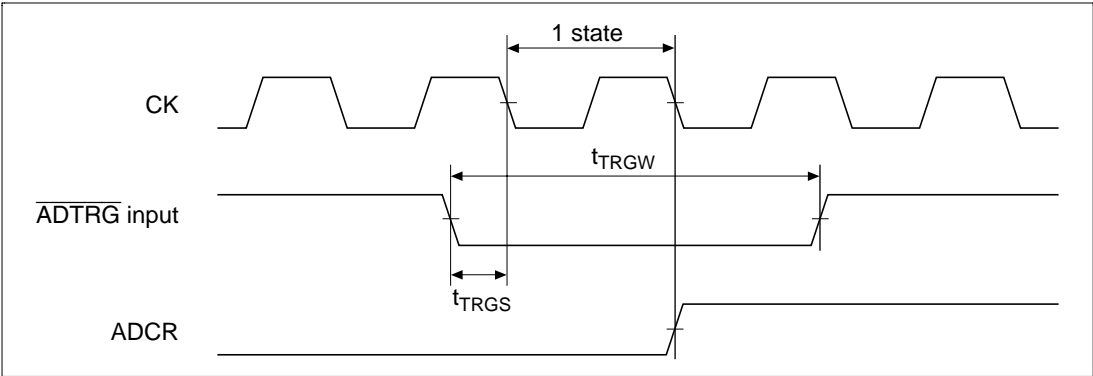 1 state
CK
tTRGW
ADTRG input
tTRGS
ADCR